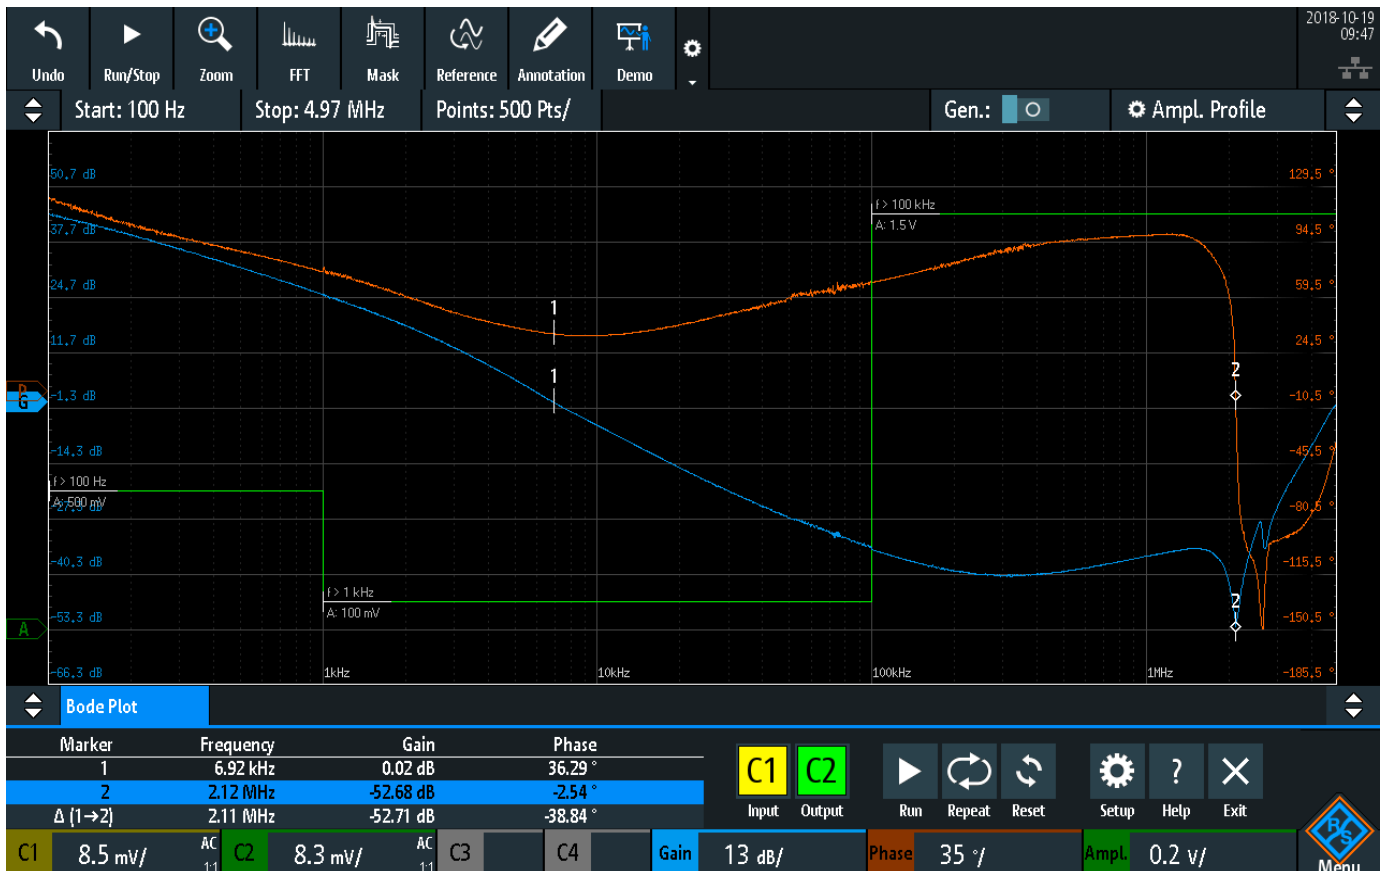 2018-10-19
09:47
Undo Run/Stop Zoom FFT Mask Reference Annotation Demo
Start: 100 Hz Stop: 4.97 MHz Points: 500 Pts/ Gen.: Ampl. Profile
50.7 dB 129.5 °
f > 100 kHz
A: 1.5 V
37.7 dB 94.5 °
24.7 dB 59.5 °
1
11.7 dB 24.5 °
2
1
P
G
-1.3 dB -10.5 °
-14.3 dB -45.5 °
f > 100 Hz
A: 500 mV
-27.3 dB -80.5 °
-40.3 dB -115.5 °
f > 1 kHz
A: 100 mV
2
-53.3 dB -150.5 °
A
-66.3 dB 1kHz 10kHz 100kHz 1MHz -185.5 °
Bode Plot
Marker Frequency Gain Phase
1 6.92 kHz 0.02 dB 36.29 °
2 2.12 MHz -52.68 dB -2.54 °
Δ (1→2) 2.11 MHz -52.71 dB -38.84 °
C1 C2
Input Output Run Repeat Reset Setup ? Help Exit
C1 8.5 mV/ AC 1:1 C2 8.3 mV/ AC 1:1 C3 C4 Gain 13 dB/ Phase 35 °/ Ampl. 0.2 V/ R&S Menu